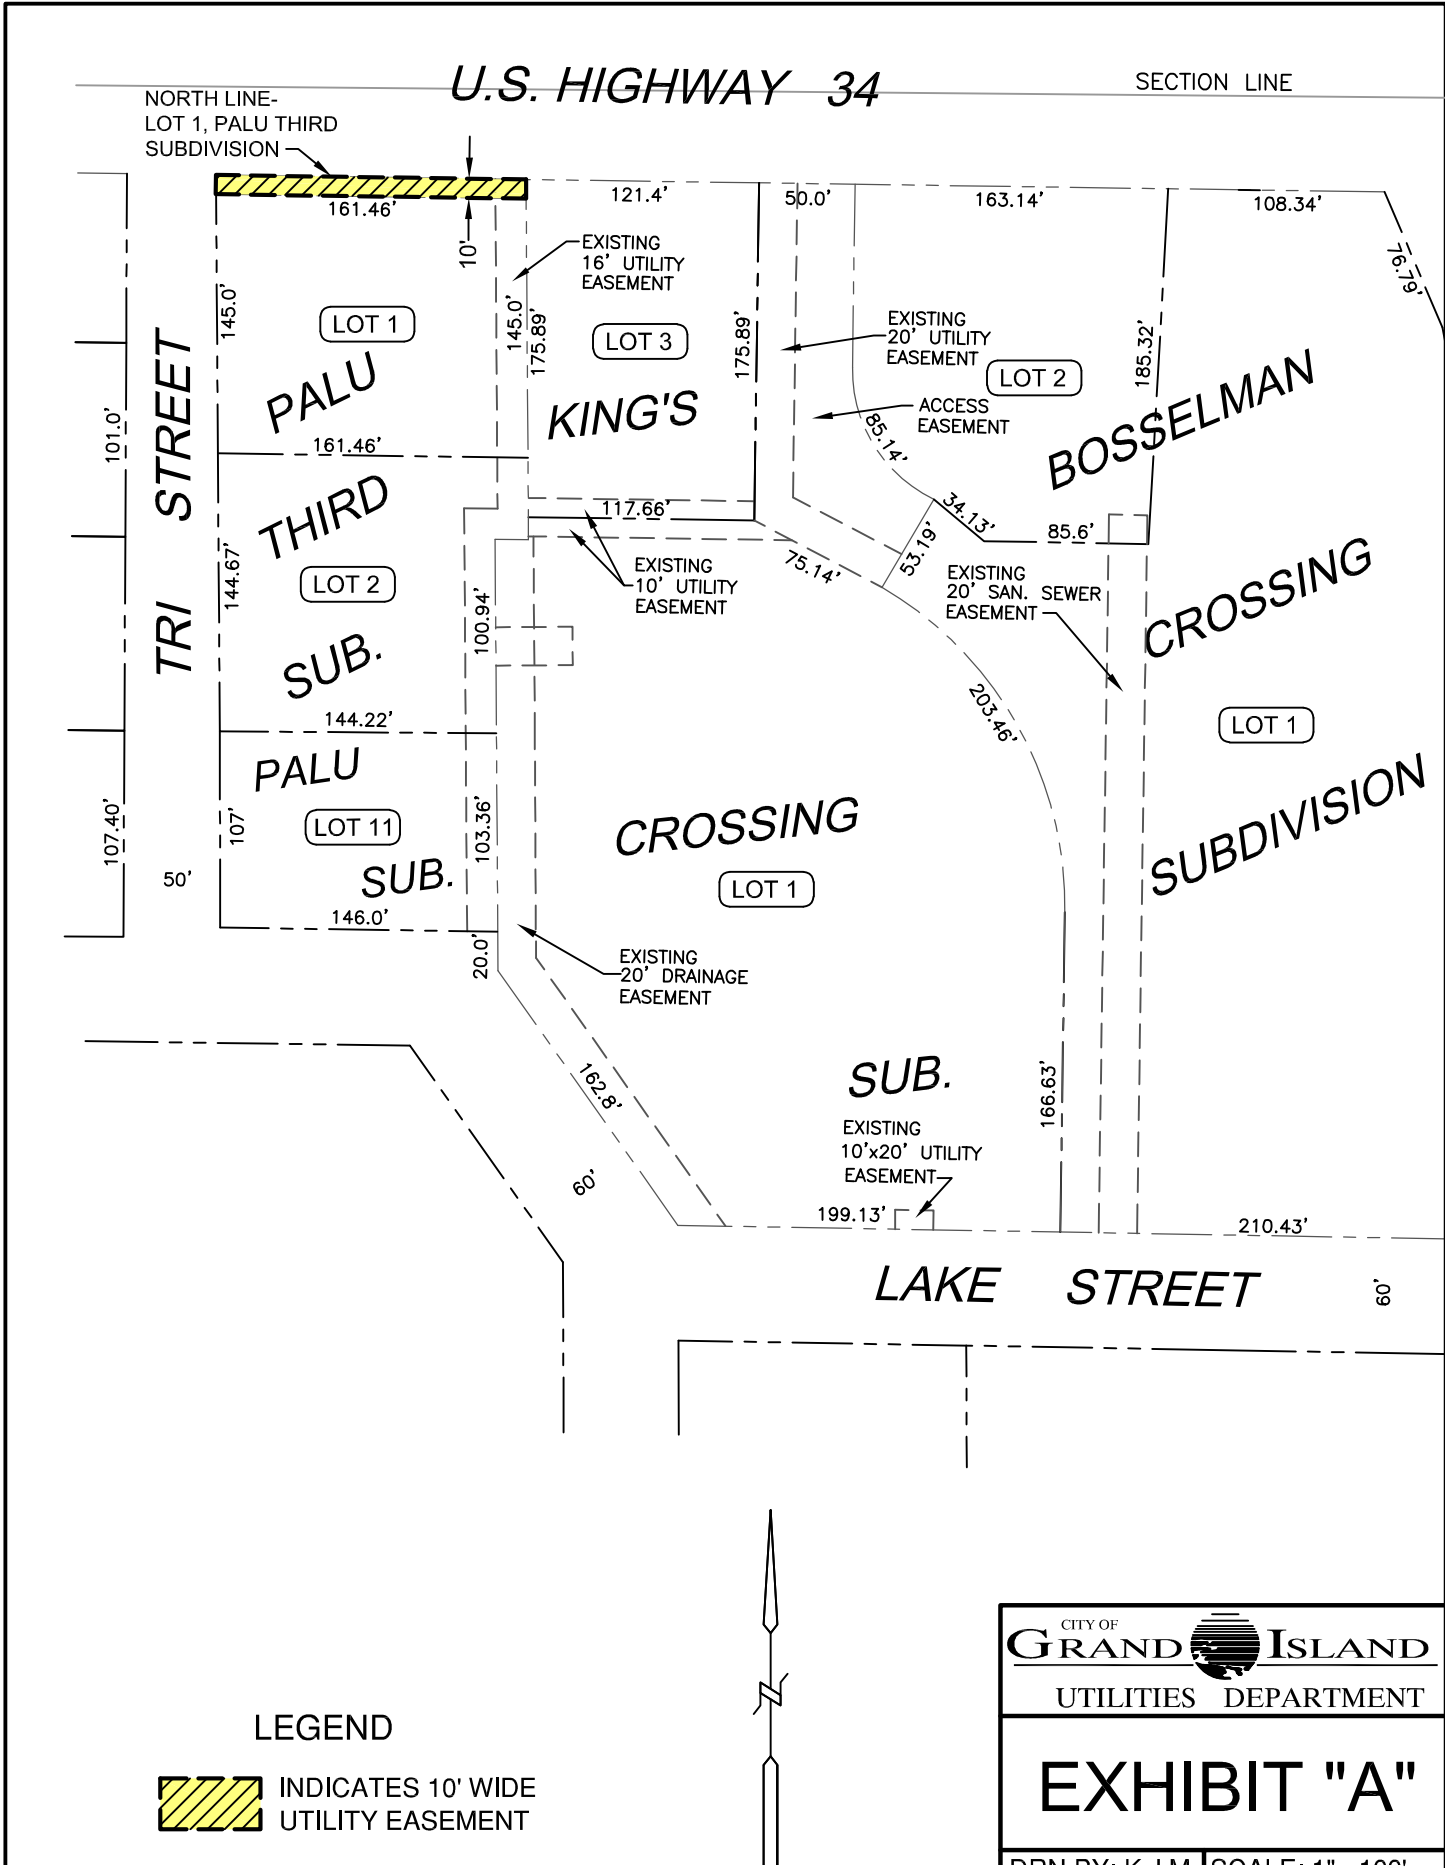 U.S. HIGHWAY 34
SECTION LINE
NORTH LINE-
LOT 1, PALU THIRD
SUBDIVISION
161.46'
10'
121.4'
50.0'
163.14'
108.34'
76.79'
EXISTING
16' UTILITY
EASEMENT
145.0'
LOT 1
145.0'
175.89'
LOT 3
175.89'
EXISTING
20' UTILITY
EASEMENT
LOT 2
185.32'
PALU
KING'S
ACCESS
EASEMENT
BOSSELMAN
85.14'
101.0'
TRI STREET
161.46'
THIRD
117.66'
34.13'
85.6'
53.19'
75.14'
EXISTING
10' UTILITY
EASEMENT
EXISTING
20' SAN. SEWER
EASEMENT
CROSSING
144.67'
LOT 2
100.94'
SUB.
203.46'
LOT 1
144.22'
PALU
SUBDIVISION
107.40'
107'
LOT 11
103.36'
CROSSING
LOT 1
50'
SUB.
146.0'
20.0'
EXISTING
20' DRAINAGE
EASEMENT
162.8'
SUB.
166.63'
EXISTING
10'x20' UTILITY
EASEMENT
60'
199.13'
210.43'
LAKE STREET
60'
N
CITY OF
GRAND ISLAND
UTILITIES DEPARTMENT
LEGEND
INDICATES 10' WIDE
UTILITY EASEMENT
EXHIBIT "A"